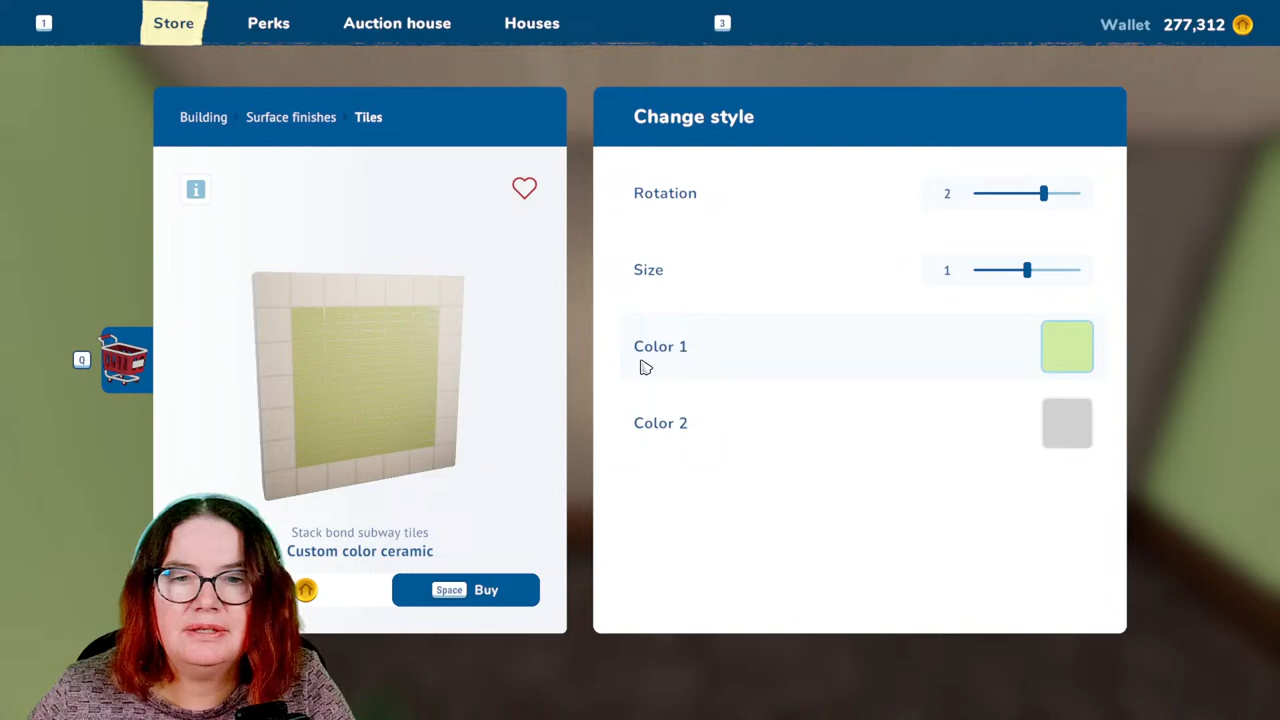 1
Store
Perks
Auction house
Houses
3
Wallet 277,312
Building
Surface finishes
Tiles
i
Q
Stack bond subway tiles
Custom color ceramic
Space Buy
Change style
Rotation 2
Size 1
Color 1
Color 2